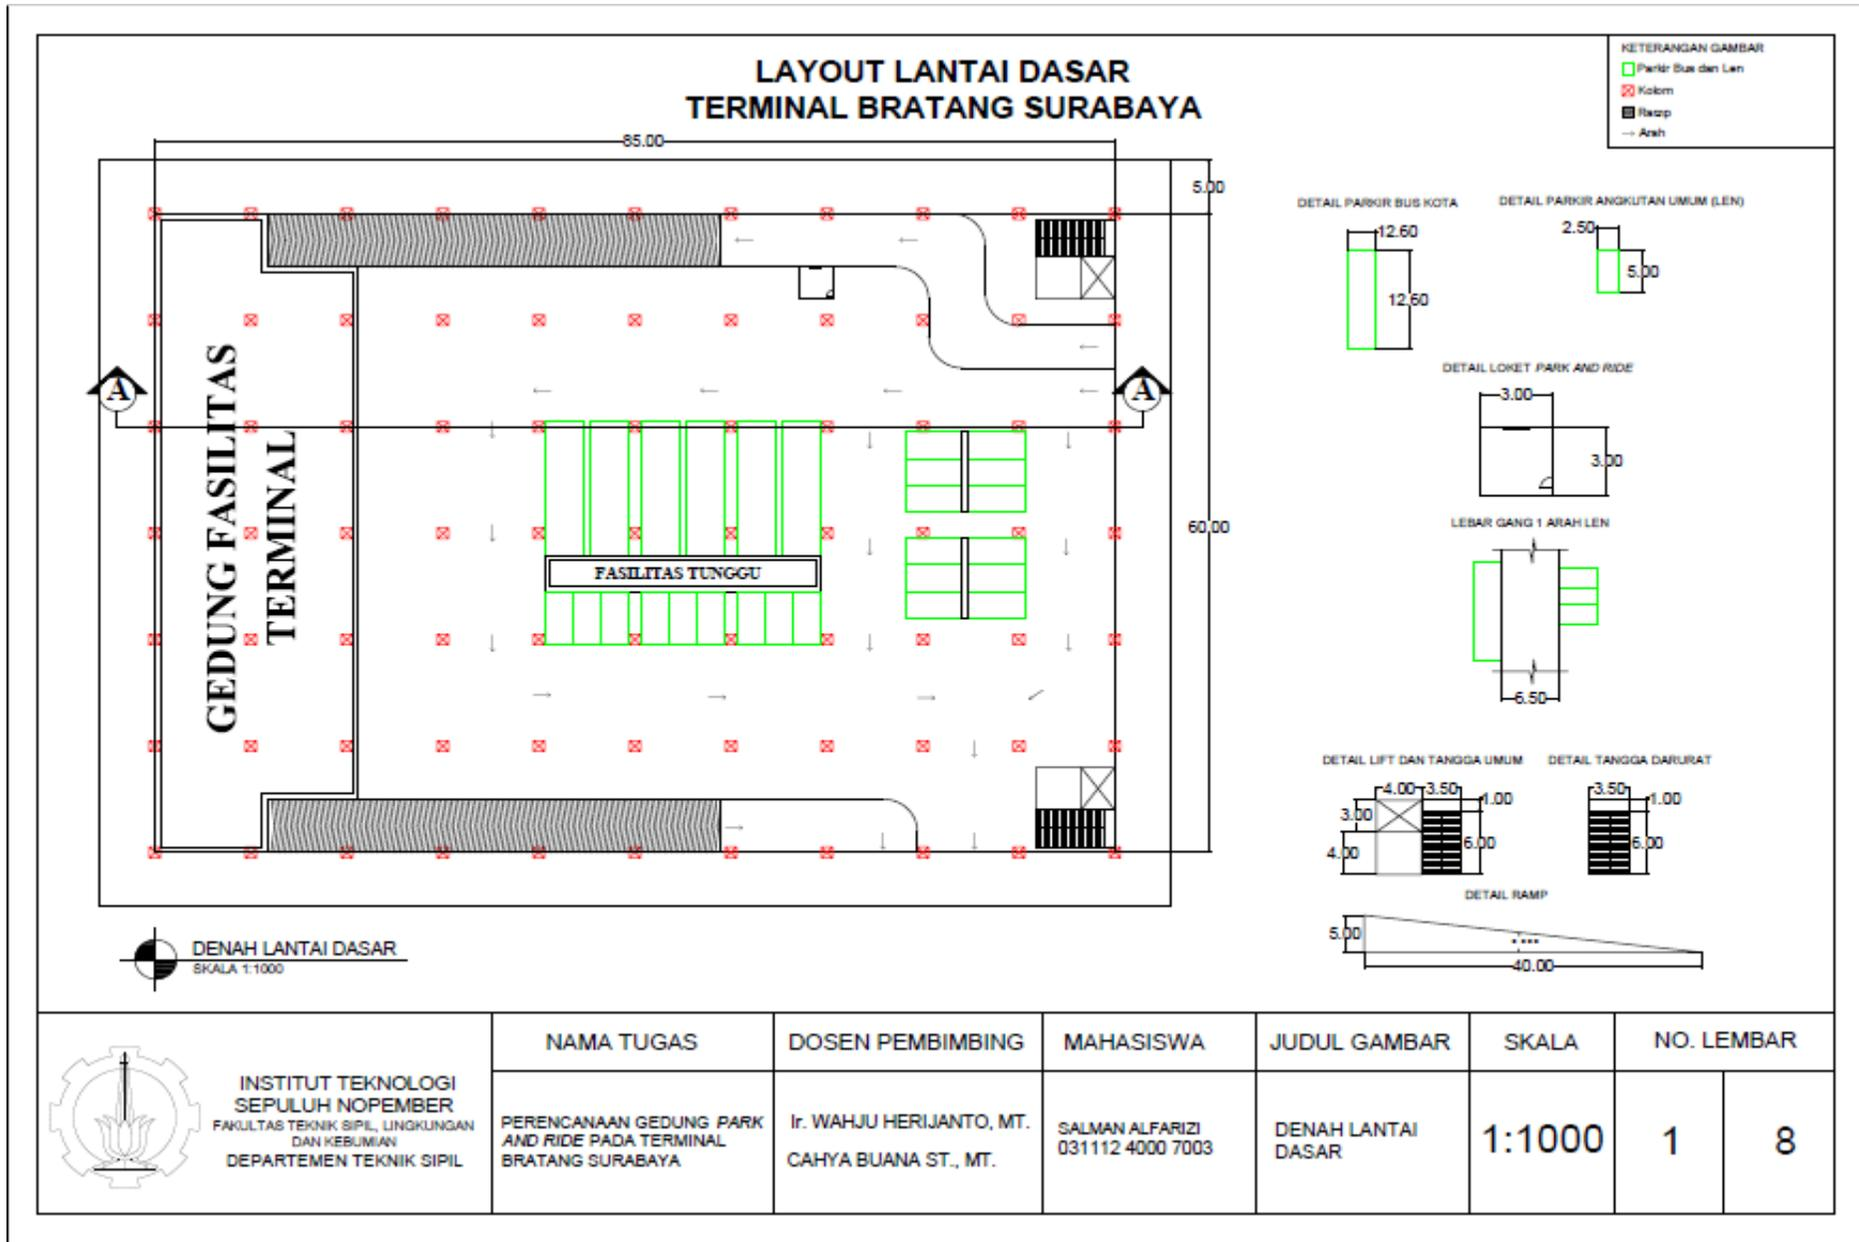 LAYOUT LANTAI DASAR
TERMINAL BRATANG SURABAYA
KETERANGAN GAMBAR
Parkir Bus dan Len
Kolom
Ramp
Arah
85.00
5.00
60.00
A
A
GEDUNG FASILITAS
TERMINAL
FASILITAS TUNGGU
DETAIL PARKIR BUS KOTA
12.60
12.60
DETAIL PARKIR ANGKUTAN UMUM (LEN)
2.50
5.00
DETAIL LOKET PARK AND RIDE
3.00
3.00
LEBAR GANG 1 ARAH LEN
6.50
DETAIL LIFT DAN TANGGA UMUM
4.00
3.50
1.00
3.00
6.00
4.00
DETAIL TANGGA DARURAT
3.50
1.00
6.00
DETAIL RAMP
5.00
40.00
DENAH LANTAI DASAR
SKALA 1:1000
INSTITUT TEKNOLOGI
SEPULUH NOPEMBER
FAKULTAS TEKNIK SIPIL, LINGKUNGAN
DAN KEBUMIAN
DEPARTEMEN TEKNIK SIPIL
NAMA TUGAS
PERENCANAAN GEDUNG PARK
AND RIDE PADA TERMINAL
BRATANG SURABAYA
DOSEN PEMBIMBING
Ir. WAHJU HERIJANTO, MT.
CAHYA BUANA ST., MT.
MAHASISWA
SALMAN ALFARIZI
031112 4000 7003
JUDUL GAMBAR
DENAH LANTAI
DASAR
SKALA
1:1000
NO. LEMBAR
1
8